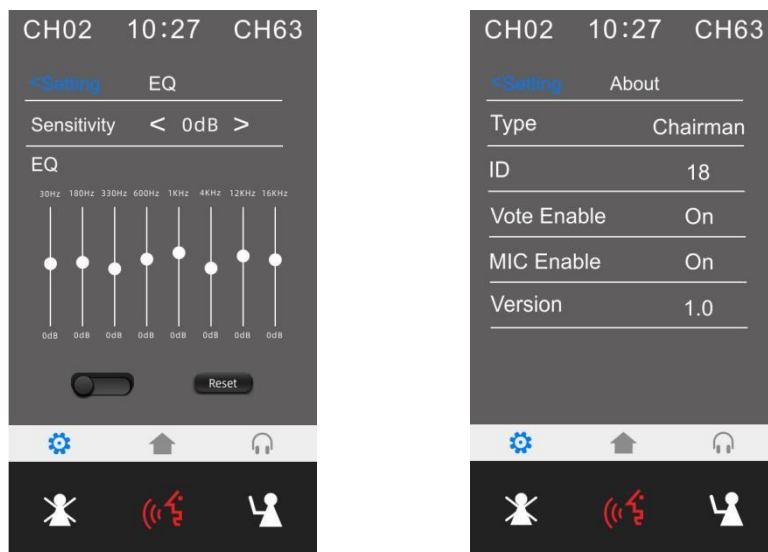 CH02 10:27 CH63
<Setting EQ
Sensitivity < 0dB >
EQ
30Hz 180Hz 330Hz 600Hz 1KHz 4KHz 12KHz 16KHz
0dB 0dB 0dB 0dB 0dB 0dB 0dB 0dB
Reset
CH02 10:27 CH63
<Setting About
Type Chairman
ID 18
Vote Enable On
MIC Enable On
Version 1.0